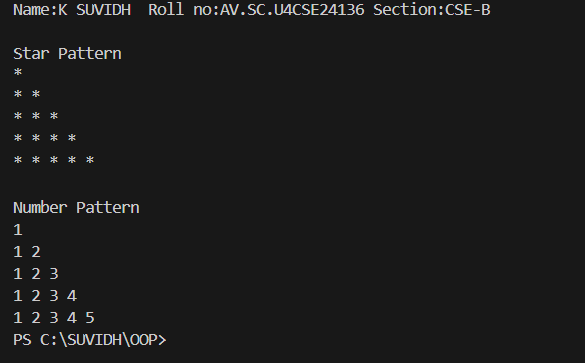 Name:K SUVIDH  Roll no:AV.SC.U4CSE24136 Section:CSE-B
Star Pattern
*
* *
* * *
* * * *
* * * * *
Number Pattern
1
1 2
1 2 3
1 2 3 4
1 2 3 4 5
PS C:\SUVIDH\OOP>